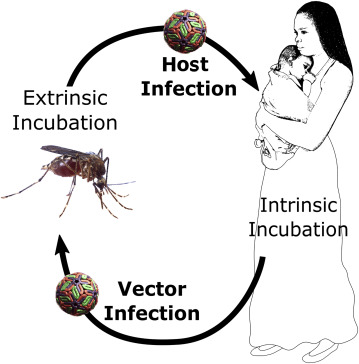 Host
Infection
Extrinsic
Incubation
Intrinsic
Incubation
Vector
Infection